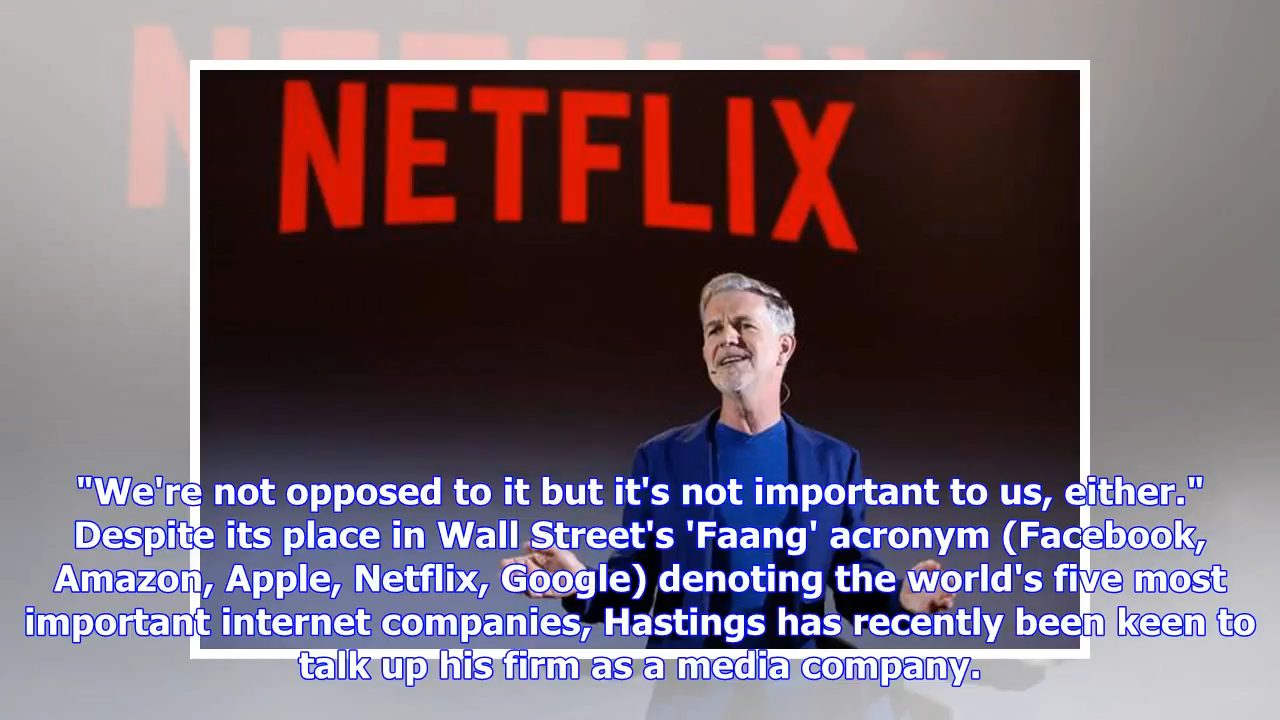 NETFLIX
"We're not opposed to it but it's not important to us, either."
Despite its place in Wall Street's 'Faang' acronym (Facebook,
Amazon, Apple, Netflix, Google) denoting the world's five most
important internet companies, Hastings has recently been keen to
talk up his firm as a media company.